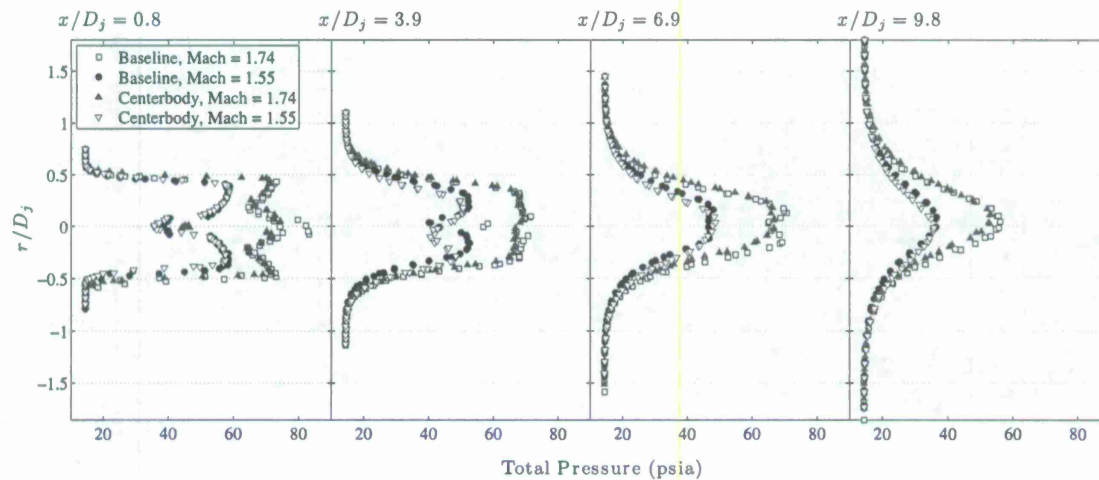 x/D_j = 0.8 x/D_j = 3.9 x/D_j = 6.9 x/D_j = 9.8
Baseline, Mach = 1.74
Baseline, Mach = 1.55
Centerbody, Mach = 1.74
Centerbody, Mach = 1.55
1.5
1
0.5
0
-0.5
-1
-1.5
r/D_j
20 40 60 80 20 40 60 80 20 40 60 80 20 40 60 80
Total Pressure (psia)